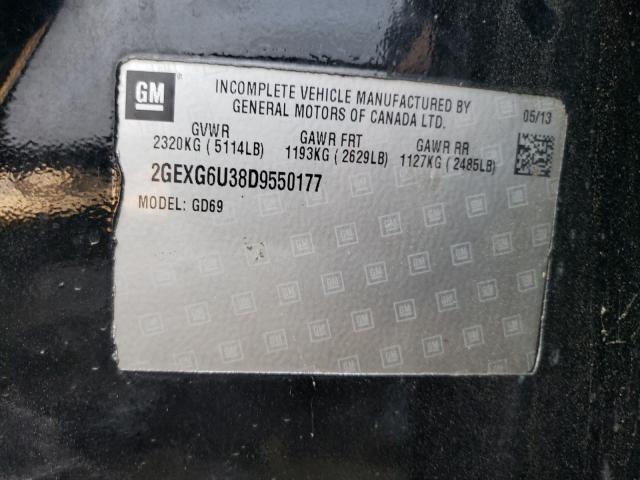 GM
INCOMPLETE VEHICLE MANUFACTURED BY
GENERAL MOTORS OF CANADA LTD.
05/13
GVWR GAWR FRT GAWR RR
2320KG ( 5114LB) 1193KG ( 2629LB) 1127KG ( 2485LB)
2GEXG6U38D9550177
MODEL: GD69